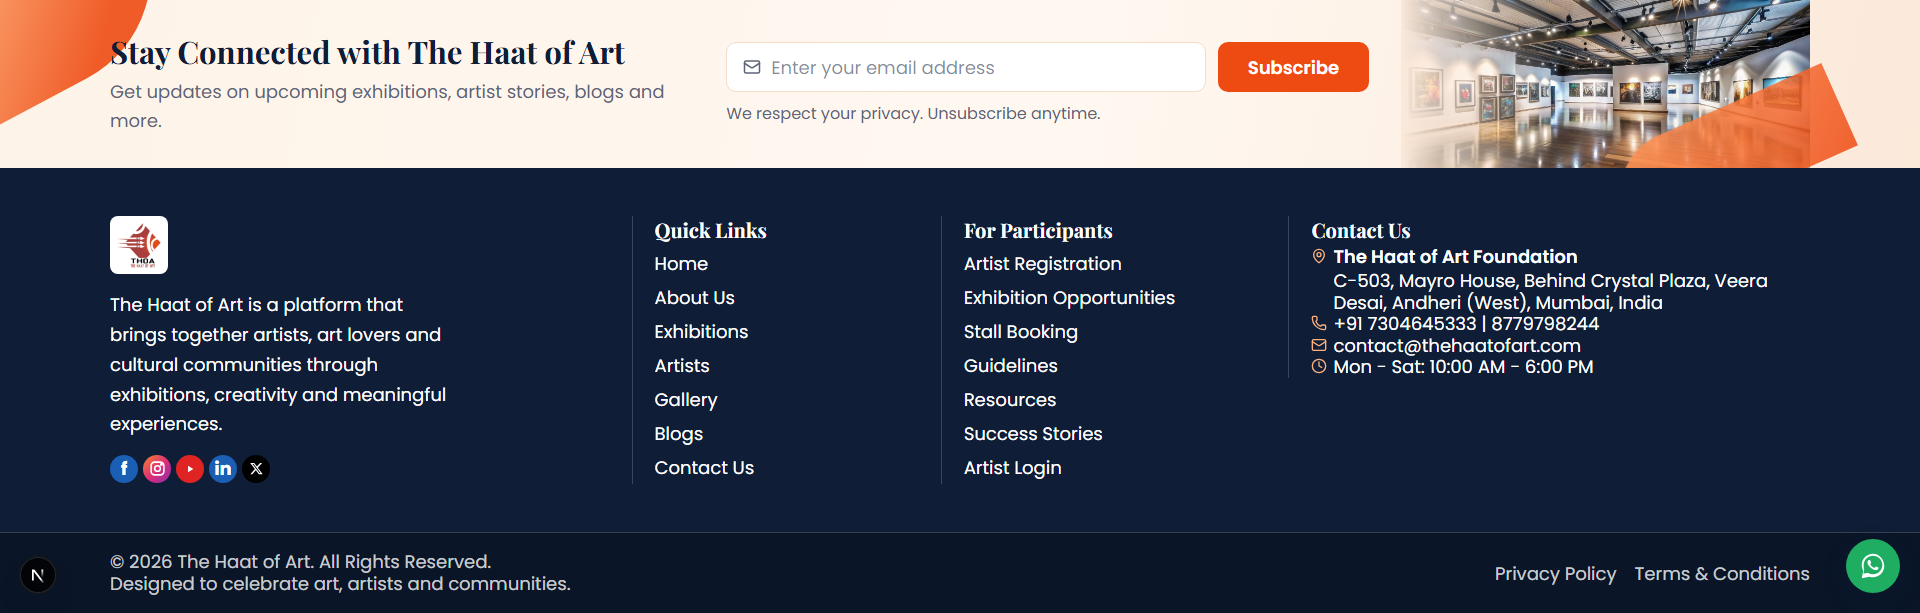 Stay Connected with The Haat of Art
Get updates on upcoming exhibitions, artist stories, blogs and
more.
Enter your email address
Subscribe
We respect your privacy. Unsubscribe anytime.
THOA
THE HAAT OF ART
The Haat of Art is a platform that
brings together artists, art lovers and
cultural communities through
exhibitions, creativity and meaningful
experiences.
Quick Links
Home
About Us
Exhibitions
Artists
Gallery
Blogs
Contact Us
For Participants
Artist Registration
Exhibition Opportunities
Stall Booking
Guidelines
Resources
Success Stories
Artist Login
Contact Us
The Haat of Art Foundation
C-503, Mayro House, Behind Crystal Plaza, Veera
Desai, Andheri (West), Mumbai, India
+91 7304645333 | 8779798244
contact@thehaatofart.com
Mon - Sat: 10:00 AM - 6:00 PM
© 2026 The Haat of Art. All Rights Reserved.
Designed to celebrate art, artists and communities.
Privacy Policy Terms & Conditions